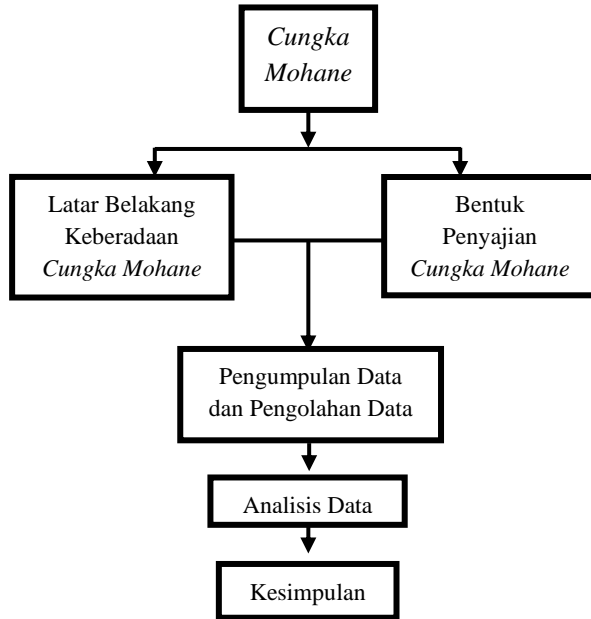 Cungka
Mohane
Latar Belakang
Keberadaan
Cungka Mohane
Bentuk
Penyajian
Cungka Mohane
Pengumpulan Data
dan Pengolahan Data
Analisis Data
Kesimpulan